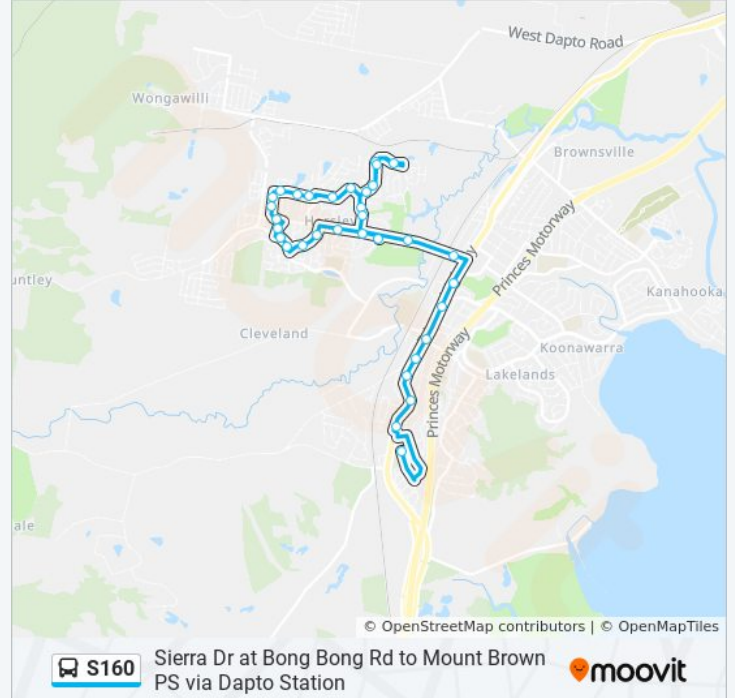 West Dapto Road
Wongawilli
Brownsville
Horsley
Princes Motorway
untley
Kanahooka
Cleveland
Koonawarra
Princes Motorway
Lakelands
ale
© OpenStreetMap contributors | © OpenMapTiles
S160
Sierra Dr at Bong Bong Rd to Mount Brown
PS via Dapto Station
moovit